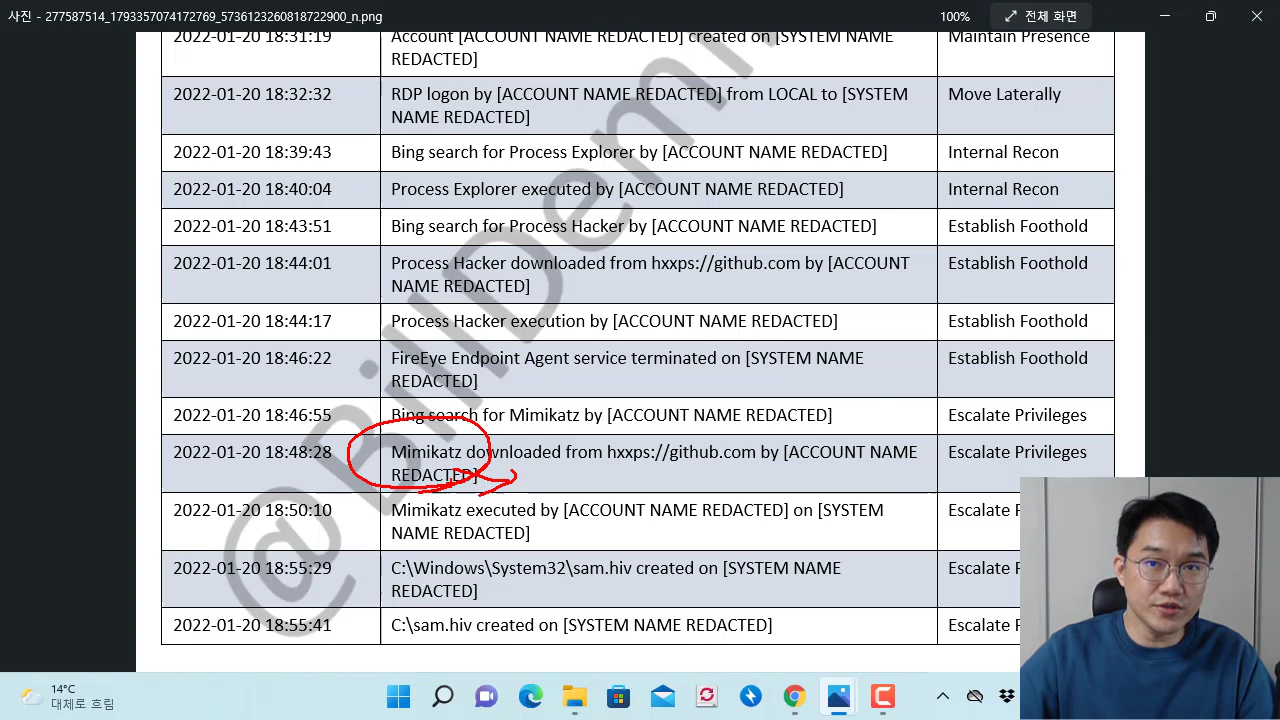 사진 - 277587514_1793357074172769_5736123260818722900_n.png
100%
전체 화면
2022-01-20 18:31:19
Account [ACCOUNT NAME REDACTED] created on [SYSTEM NAME
REDACTED]
Maintain Presence
2022-01-20 18:32:32
RDP logon by [ACCOUNT NAME REDACTED] from LOCAL to [SYSTEM
NAME REDACTED]
Move Laterally
2022-01-20 18:39:43
Bing search for Process Explorer by [ACCOUNT NAME REDACTED]
Internal Recon
2022-01-20 18:40:04
Process Explorer executed by [ACCOUNT NAME REDACTED]
Internal Recon
2022-01-20 18:43:51
Bing search for Process Hacker by [ACCOUNT NAME REDACTED]
Establish Foothold
2022-01-20 18:44:01
Process Hacker downloaded from hxxps://github.com by [ACCOUNT
NAME REDACTED]
Establish Foothold
2022-01-20 18:44:17
Process Hacker execution by [ACCOUNT NAME REDACTED]
Establish Foothold
2022-01-20 18:46:22
FireEye Endpoint Agent service terminated on [SYSTEM NAME
REDACTED]
Establish Foothold
2022-01-20 18:46:55
Bing search for Mimikatz by [ACCOUNT NAME REDACTED]
Escalate Privileges
2022-01-20 18:48:28
Mimikatz downloaded from hxxps://github.com by [ACCOUNT NAME
REDACTED]
Escalate Privileges
2022-01-20 18:50:10
Mimikatz executed by [ACCOUNT NAME REDACTED] on [SYSTEM
NAME REDACTED]
Escalate
2022-01-20 18:55:29
C:\Windows\System32\sam.hiv created on [SYSTEM NAME
REDACTED]
Escalate
2022-01-20 18:55:41
C:\sam.hiv created on [SYSTEM NAME REDACTED]
Escalate
@BillDemi
14°C
대체로 흐림